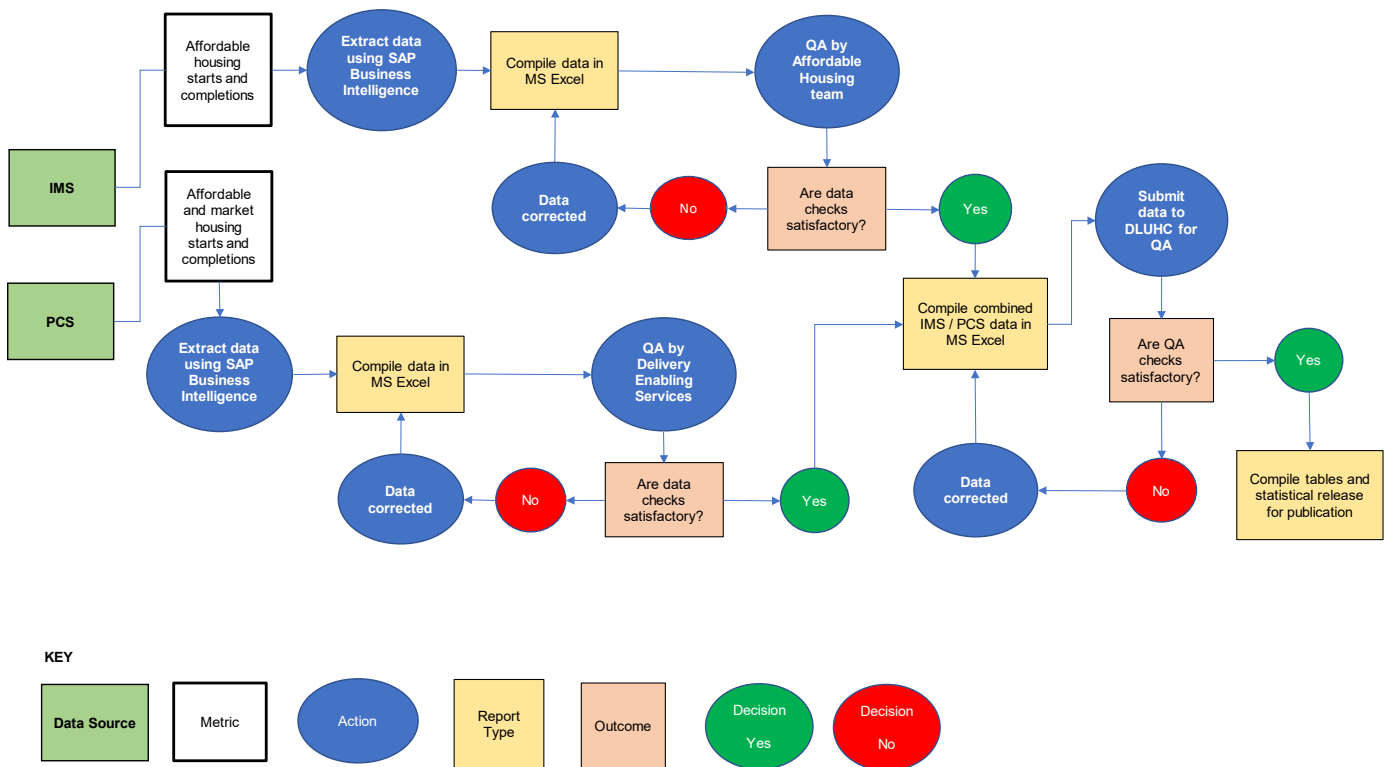 Affordable
housing
starts and
completions
Extract data
using SAP
Business
Intelligence
Compile data in
MS Excel
QA by
Affordable
Housing
team
IMS
Affordable
and market
housing
starts and
completions
Data
corrected
No
Are data
checks
satisfactory?
Yes
Submit
data to
DLUHC for
QA
PCS
Extract data
using SAP
Business
Intelligence
Compile data in
MS Excel
QA by
Delivery
Enabling
Services
Compile combined
IMS / PCS data in
MS Excel
Are QA
checks
satisfactory?
Yes
Data
corrected
No
Are data
checks
satisfactory?
Yes
Data
corrected
No
Compile tables and
statistical release
for publication
KEY
Data Source
Metric
Action
Report
Type
Outcome
Decision
Yes
Decision
No